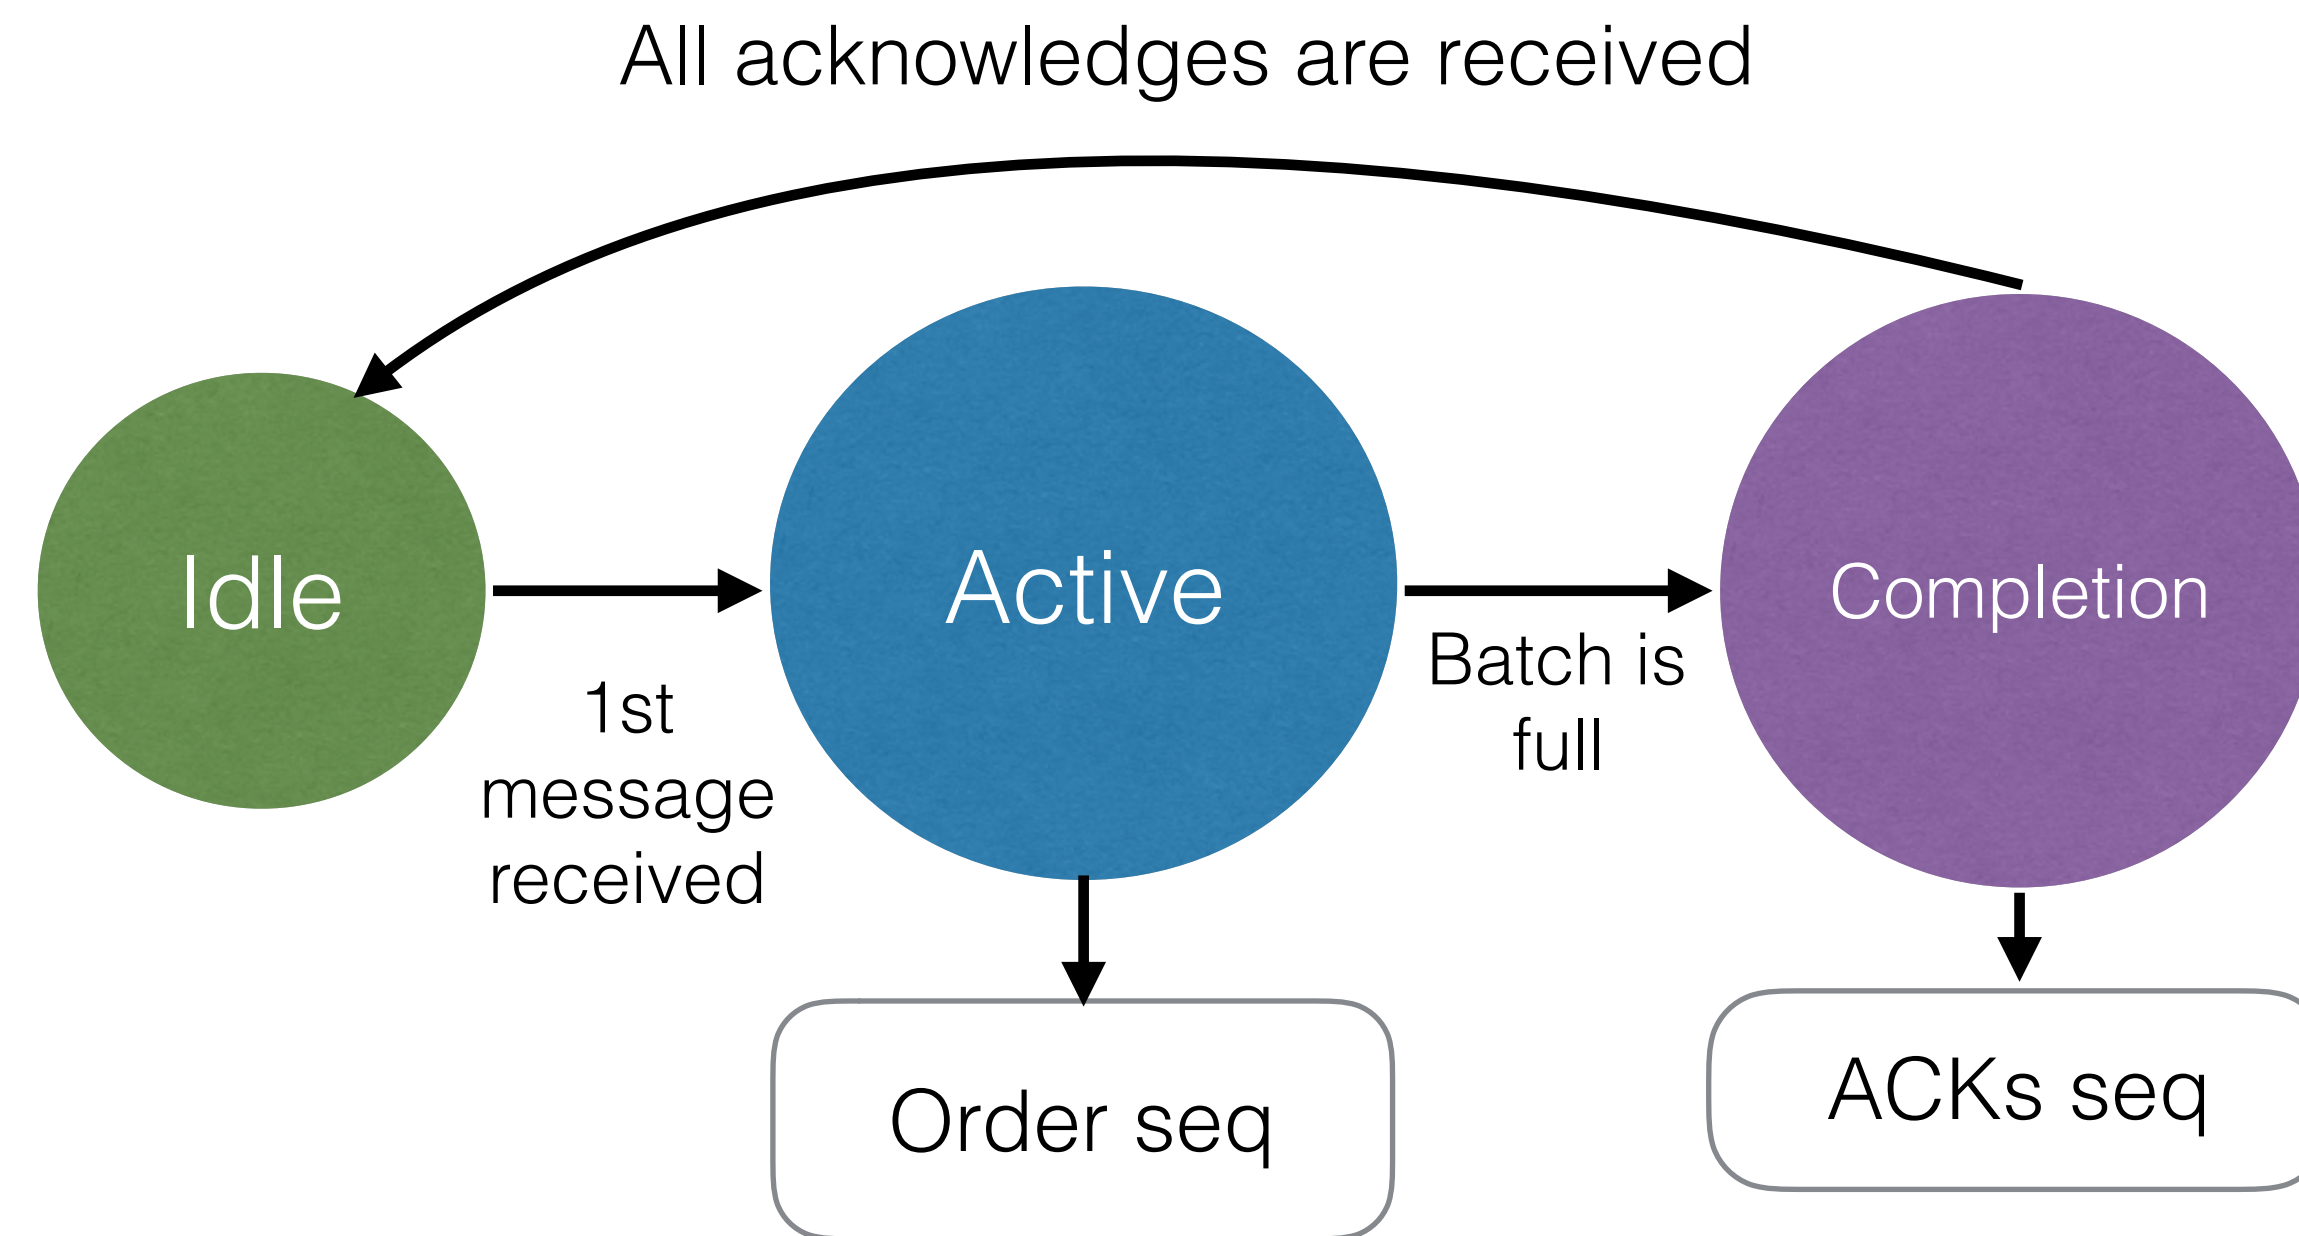 All acknowledges are received
Idle
Active
Completion
1st
message
received
Batch is
full
Order seq
ACKs seq